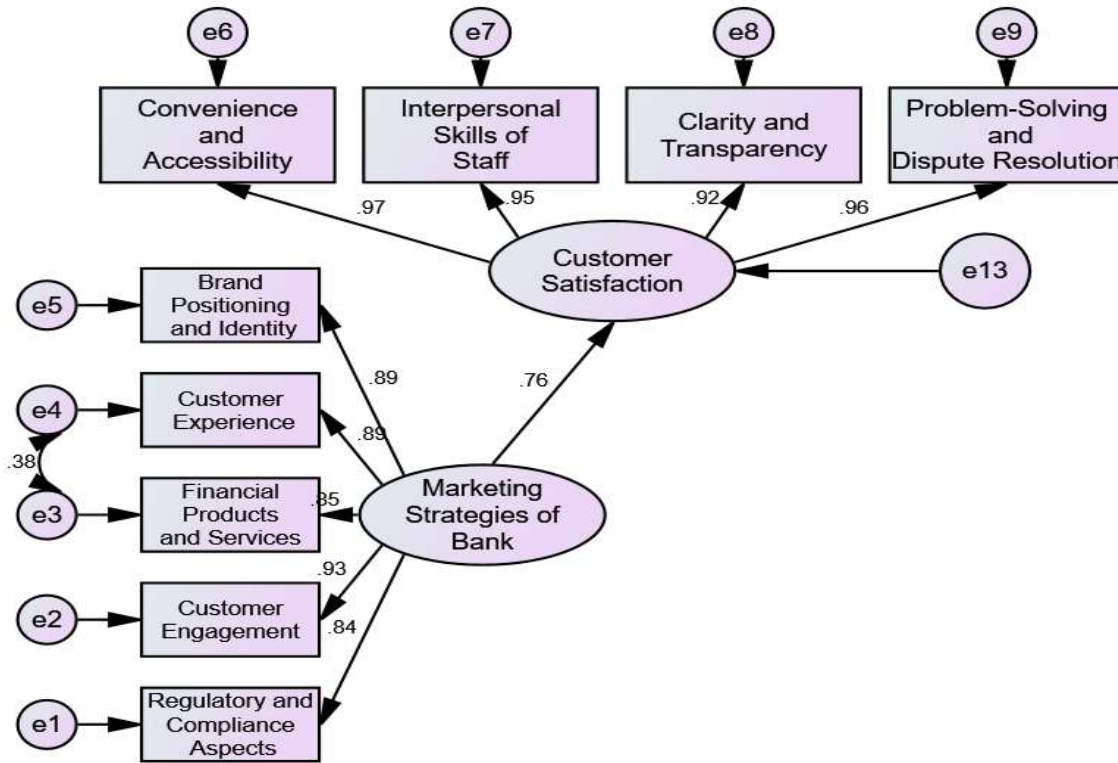 e6
e7
e8
e9
Convenience
and
Accessibility
Interpersonal
Skills of
Staff
Clarity and
Transparency
Problem-Solving
and
Dispute Resolution
.97
.95
.92
.96
Customer
Satisfaction
e13
e5
Brand
Positioning
and Identity
.89
.76
e4
Customer
Experience
.89
.38
e3
Financial
Products
and Services
.85
Marketing
Strategies of
Bank
.93
e2
Customer
Engagement
.84
e1
Regulatory and
Compliance
Aspects